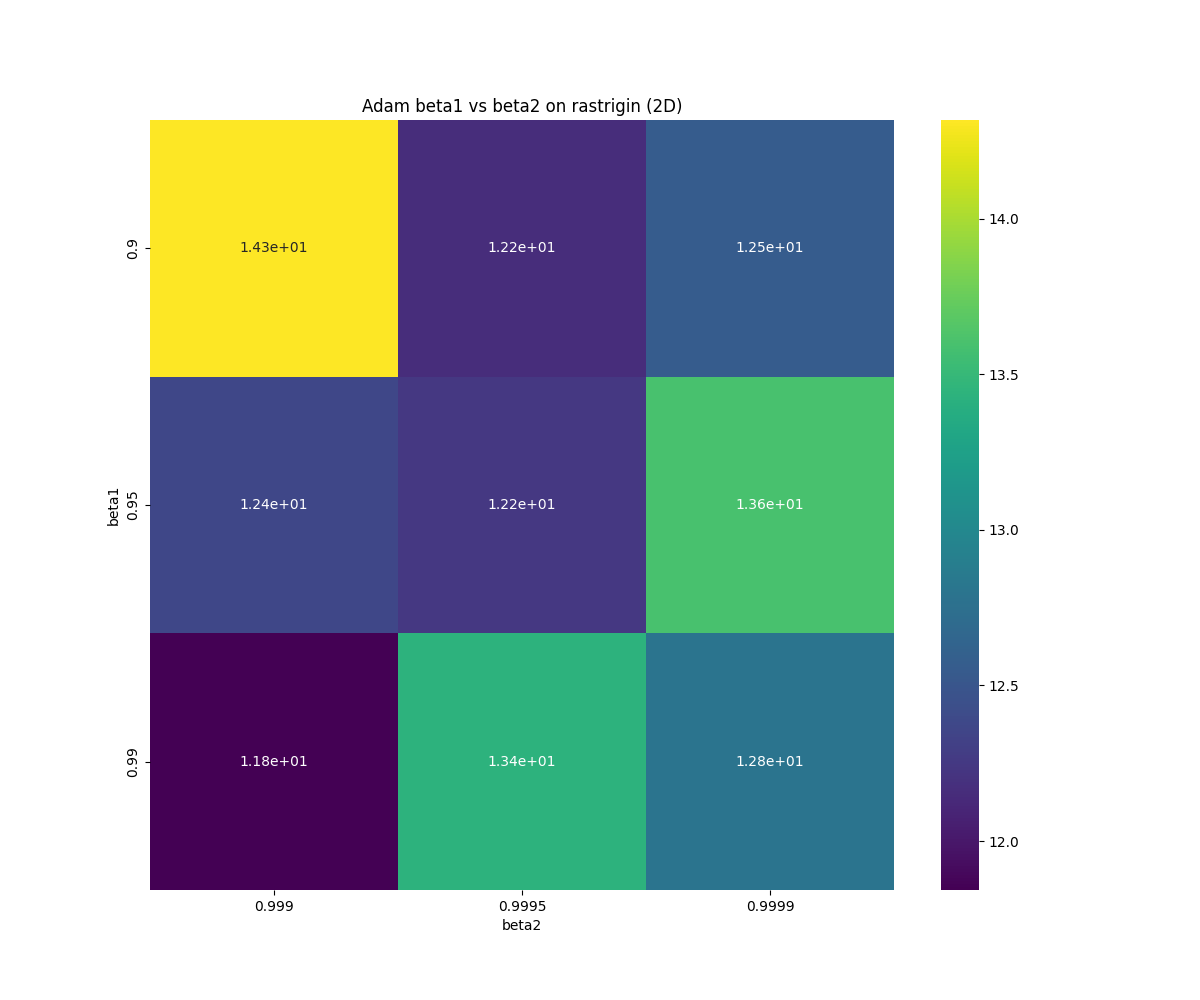 Adam beta1 vs beta2 on rastrigin (2D)
1.43e+01 1.22e+01 1.25e+01
1.24e+01 1.22e+01 1.36e+01
1.18e+01 1.34e+01 1.28e+01
0.9
0.95
0.99
beta1
0.999 0.9995 0.9999
beta2
14.0
13.5
13.0
12.5
12.0